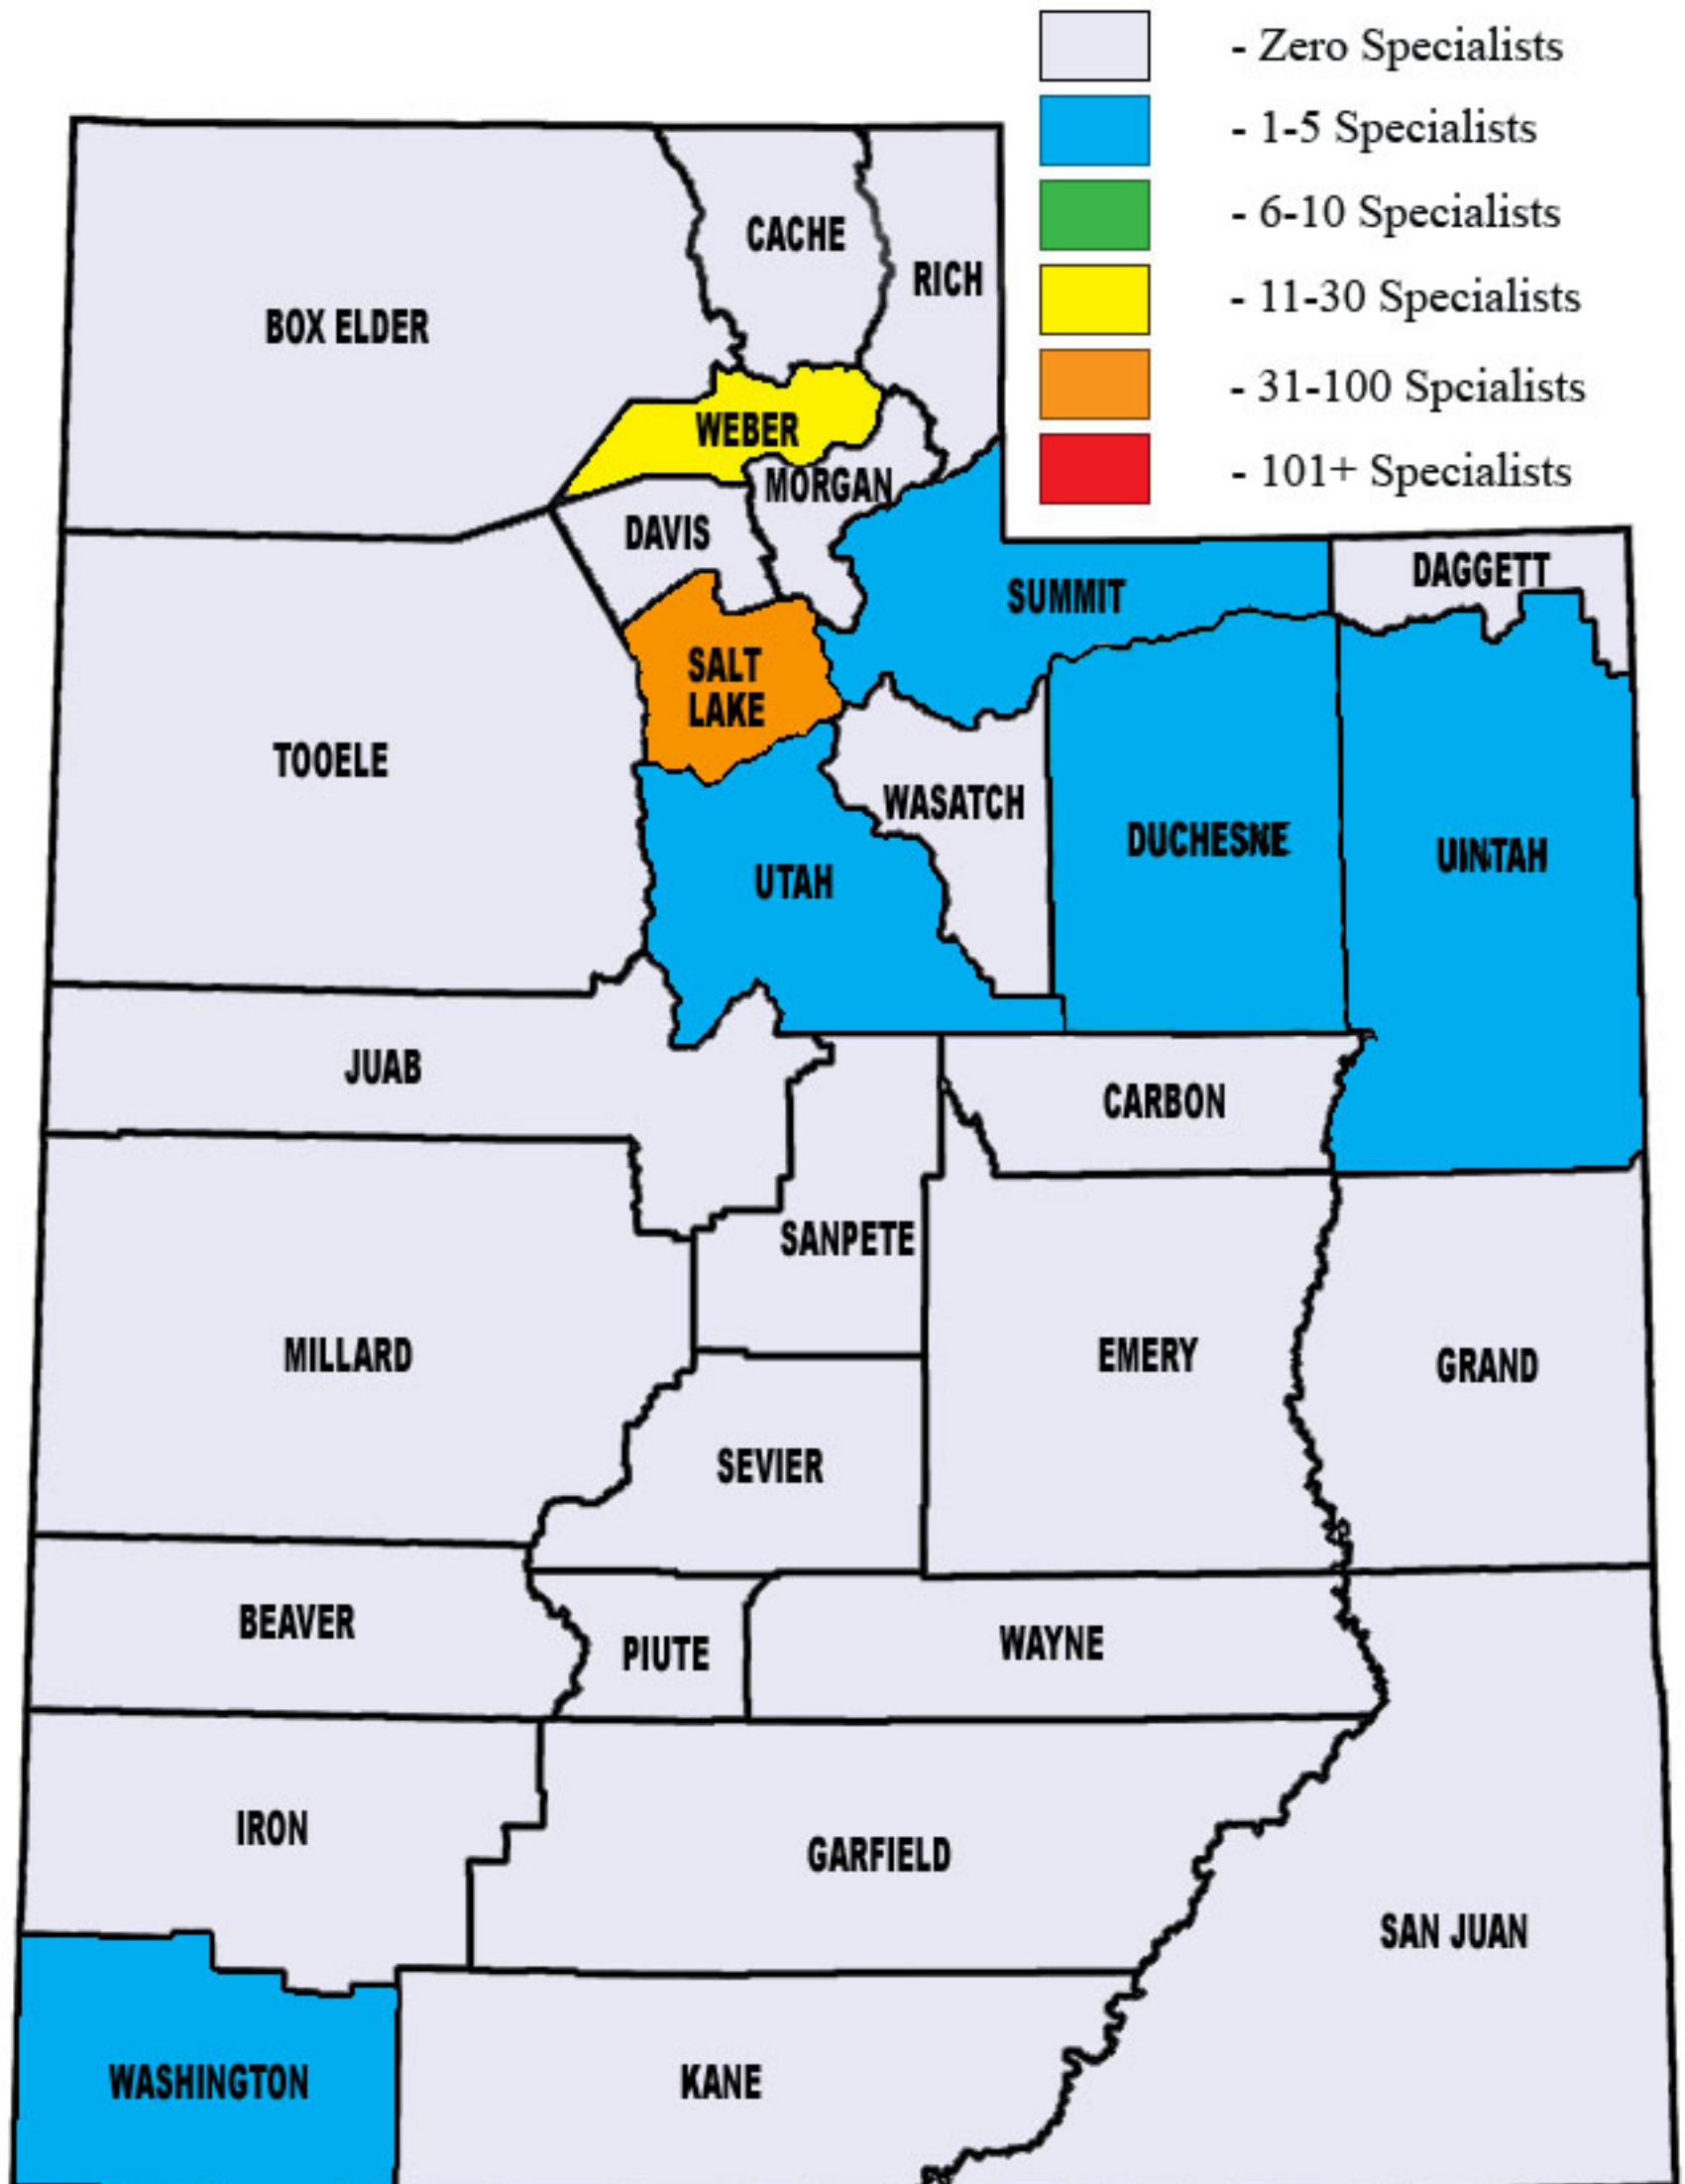 - Zero Specialists
- 1-5 Specialists
- 6-10 Specialists
- 11-30 Specialists
- 31-100 Spcialists
- 101+ Specialists
CACHE
RICH
BOX ELDER
WEBER
MORGAN
DAVIS
DAGGETT
SUMMIT
SALT
LAKE
TOOELE
WASATCH
DUCHESNE
UINTAH
UTAH
JUAB
CARBON
SANPETE
MILLARD
EMERY
GRAND
SEVIER
BEAVER
PIUTE
WAYNE
IRON
GARFIELD
SAN JUAN
WASHINGTON
KANE